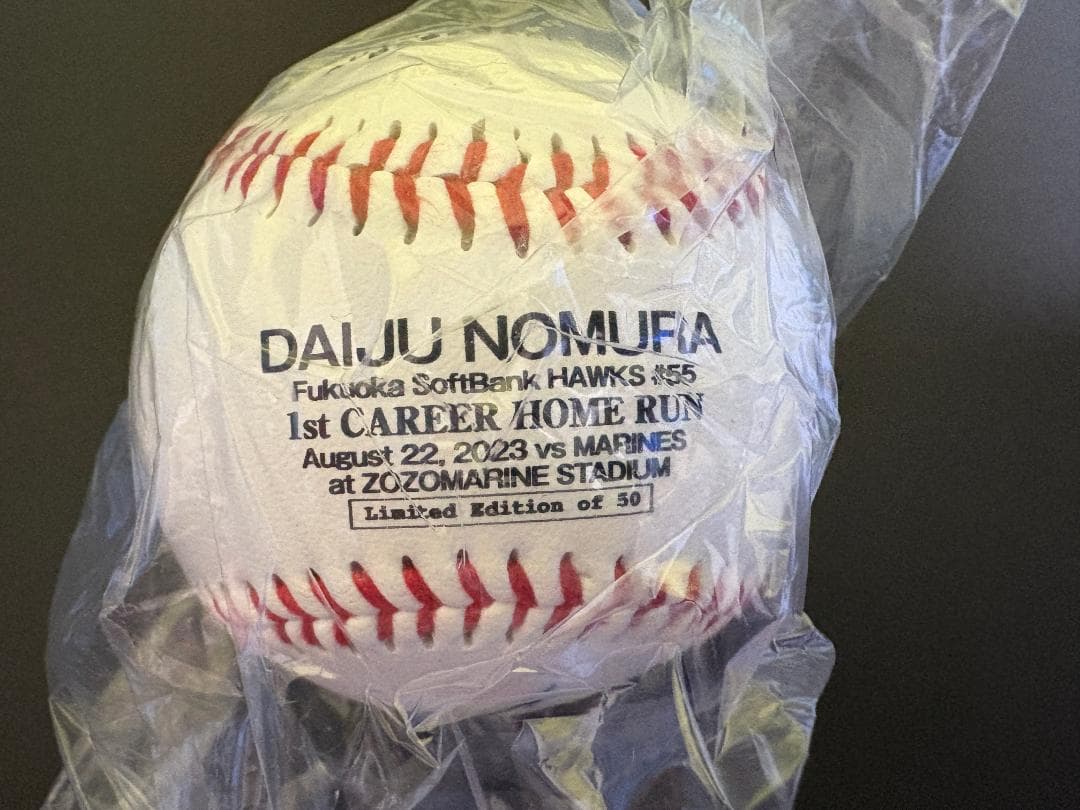 DAIJU NOMURA
Fukuoka SoftBank HAWKS #55
1st CAREER HOME RUN
August 22, 2023 vs MARINES
at ZOZOMARINE STADIUM
Limited Edition of 50